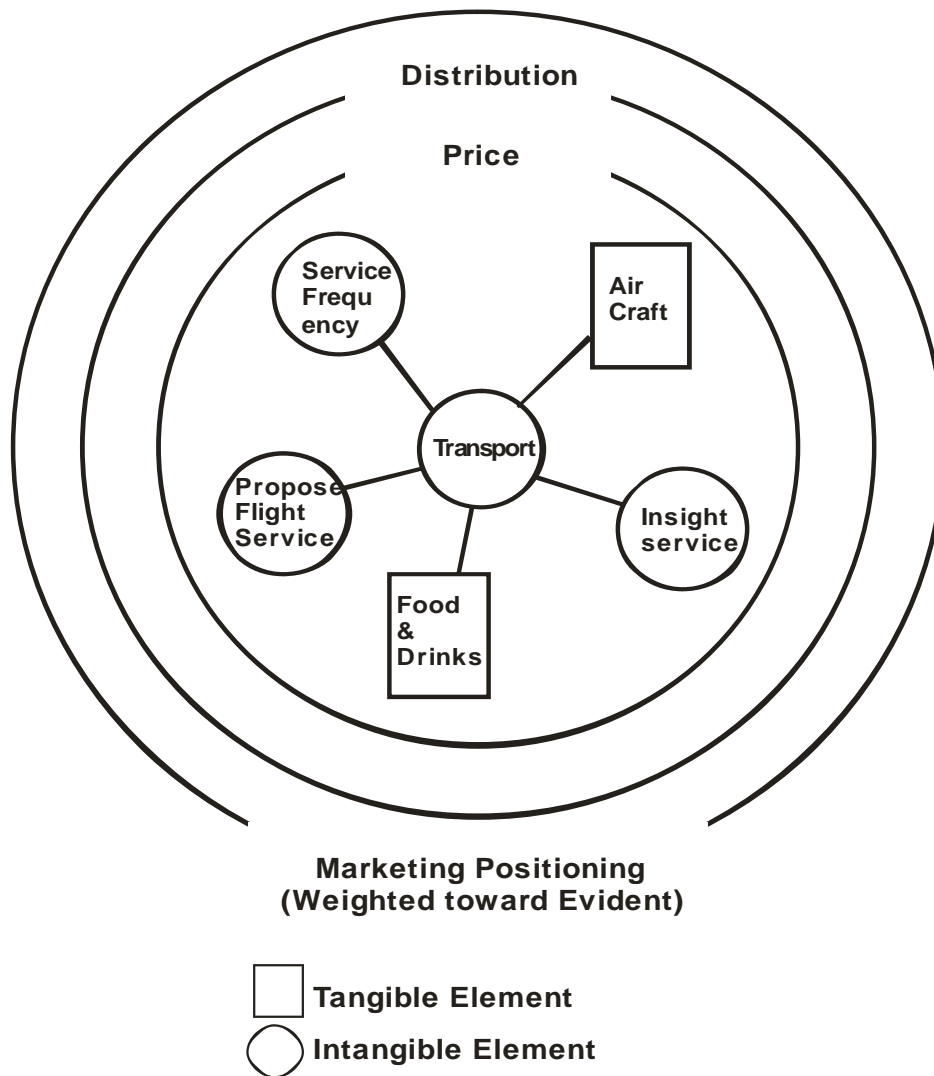 Distribution
Price
Service
Frequ
ency
Air
Craft
Transport
Propose
Flight
Service
Insight
service
Food
&
Drinks
Marketing Positioning
(Weighted toward Evident)
Tangible Element
Intangible Element